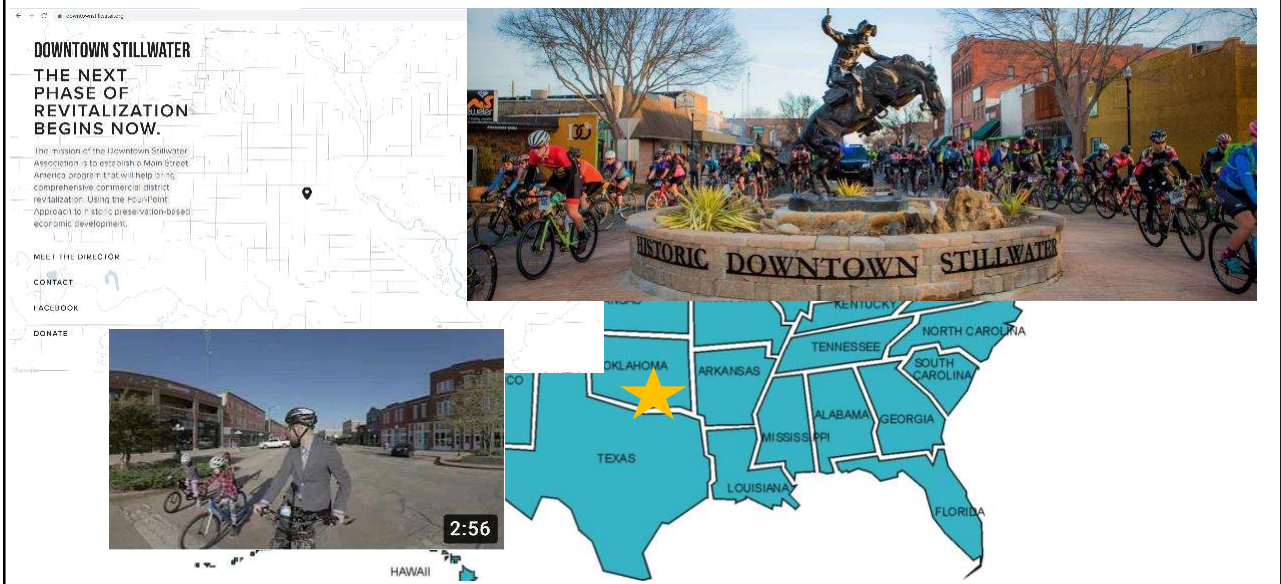 downtownstillwater.org
DOWNTOWN STILLWATER
THE NEXT
PHASE OF
REVITALIZATION
BEGINS NOW.
The mission of the Downtown Stillwater
Association is to establish a Main Street
America program that will help bring
comprehensive commercial district
revitalization. Using the Four-Point
Approach to historic preservation-based
economic development.
MEET THE DIRECTOR
CONTACT
FACEBOOK
DONATE
HISTORIC DOWNTOWN STILLWATER
KENTUCKY
NORTH CAROLINA
TENNESSEE
OKLAHOMA
ARKANSAS
SOUTH
CAROLINA
CO
ALABAMA
GEORGIA
MISSISSIPPI
TEXAS
LOUISIANA
FLORIDA
2:56
HAWAII